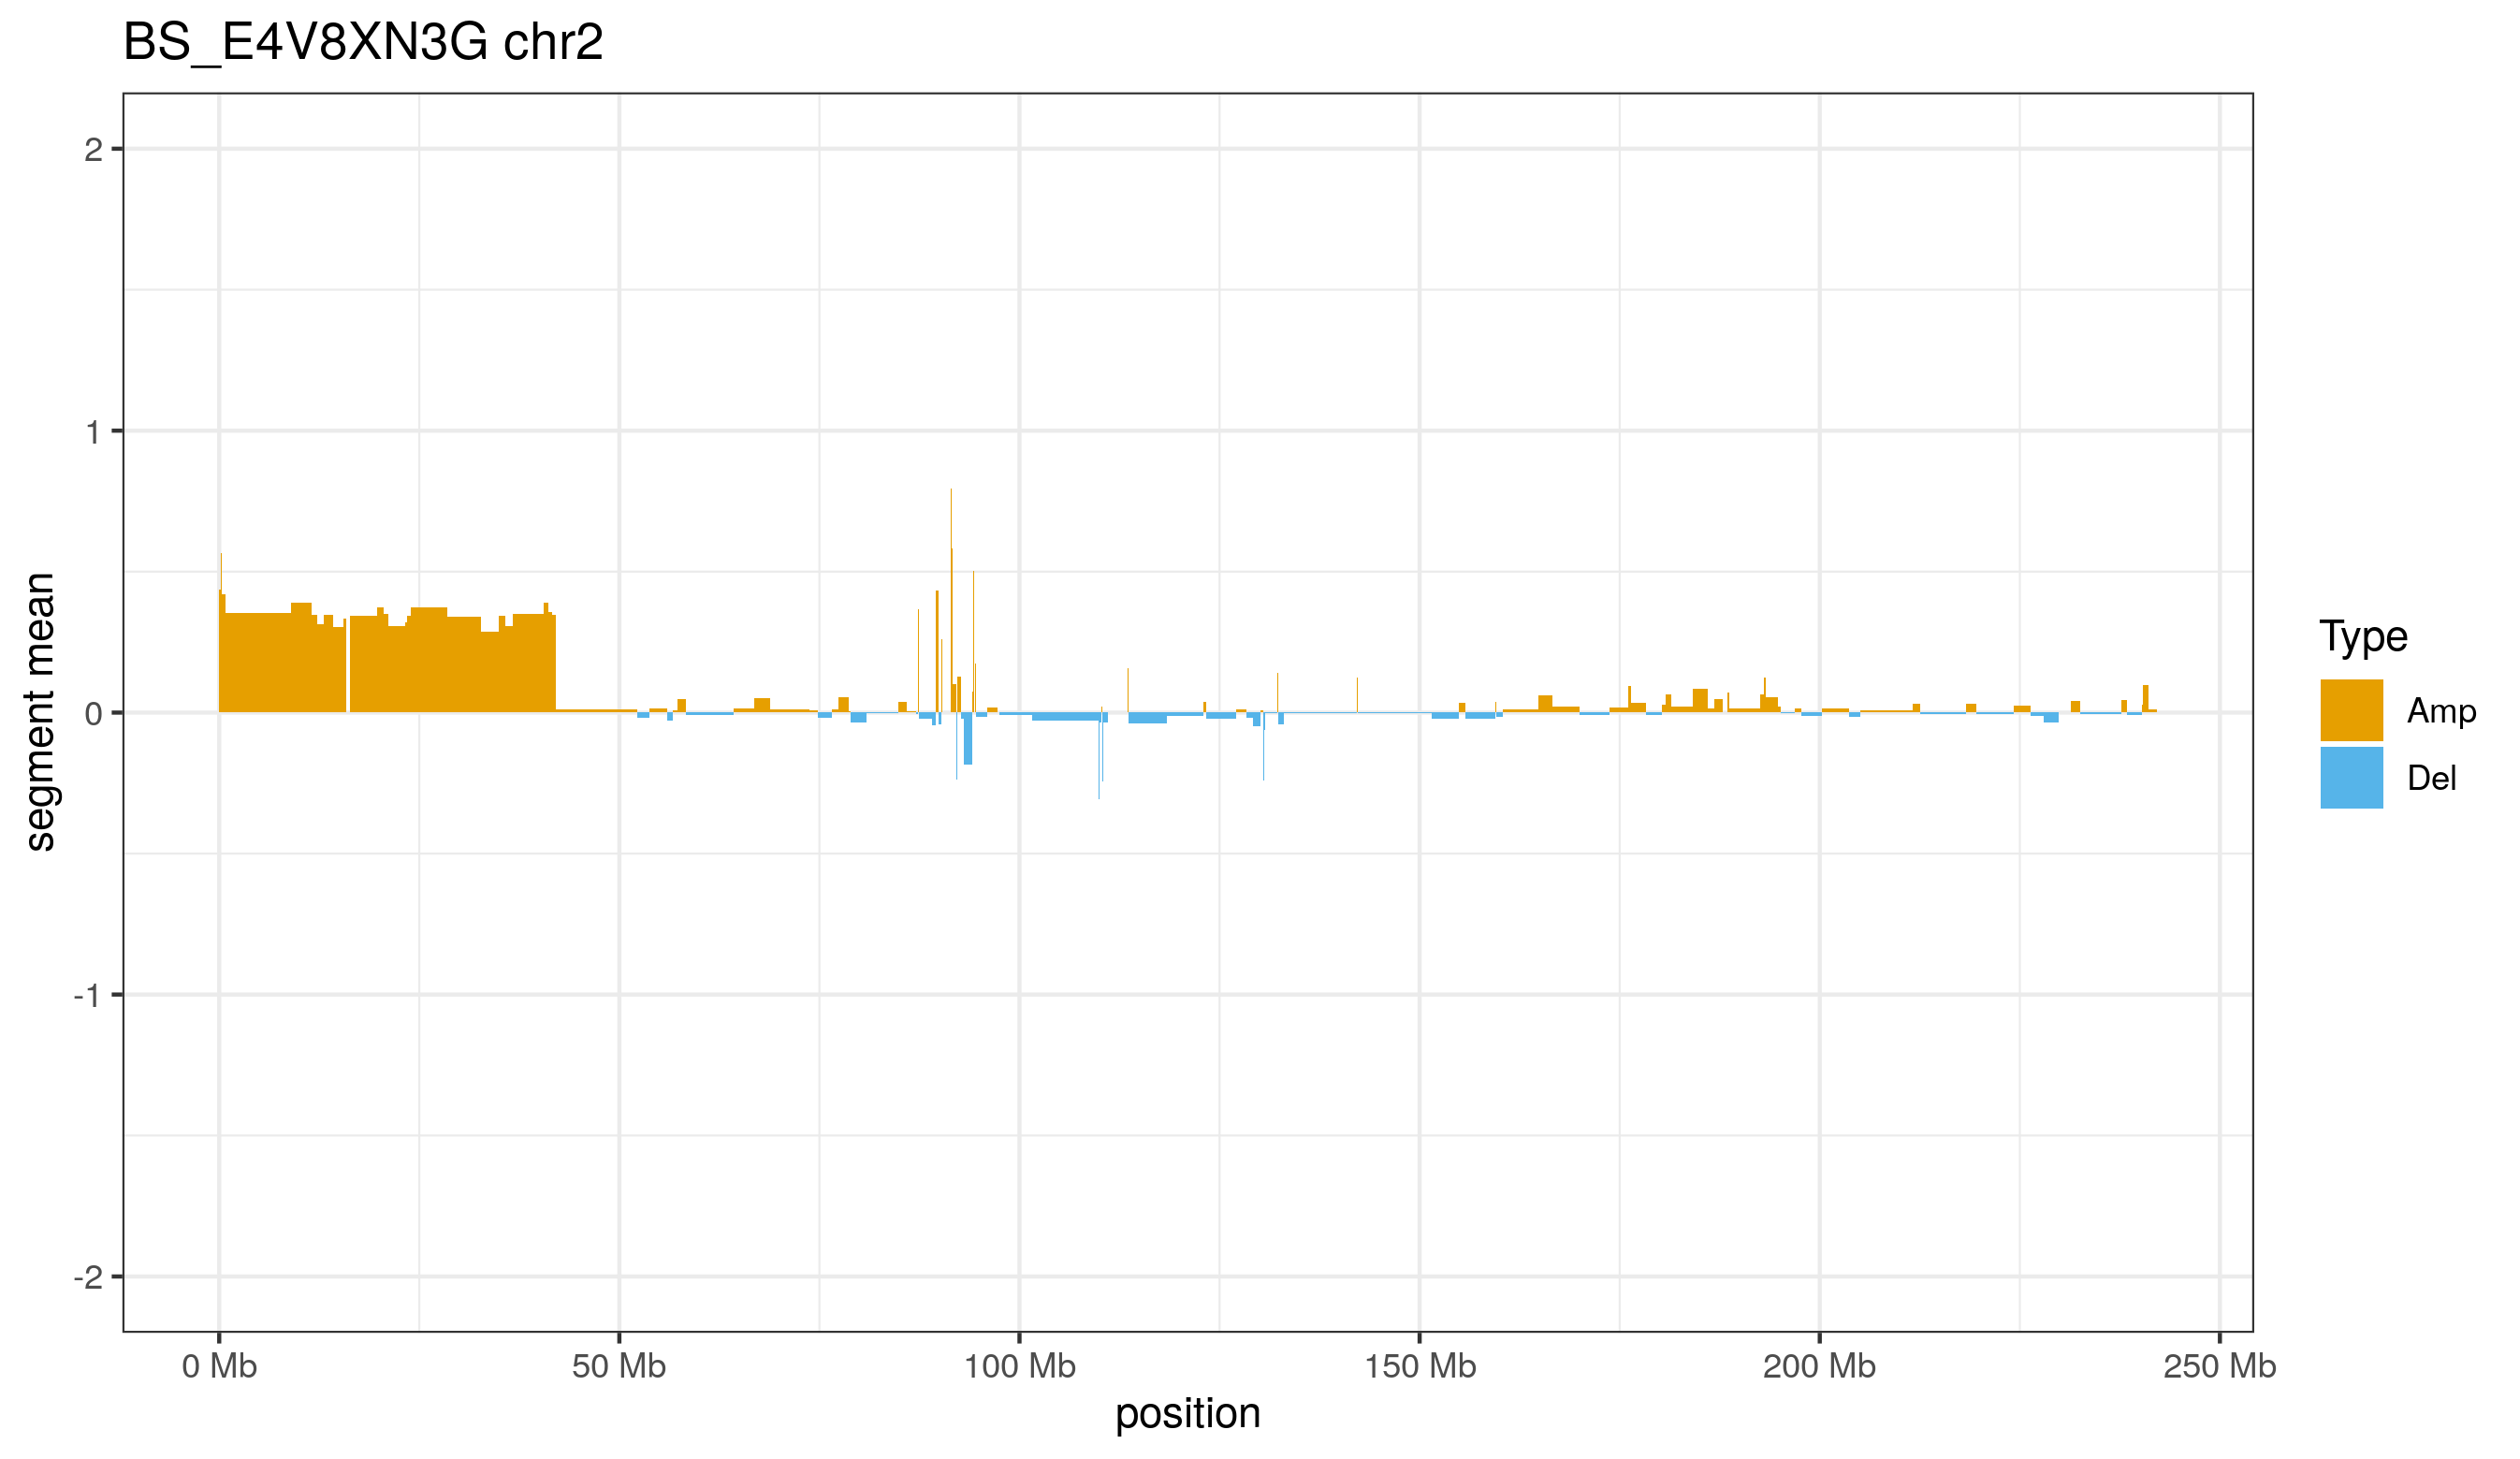 BS_E4V8XN3G chr2
2
1
0
-1
-2
segment mean
0 Mb
50 Mb
100 Mb
150 Mb
200 Mb
250 Mb
position
Type
Amp
Del